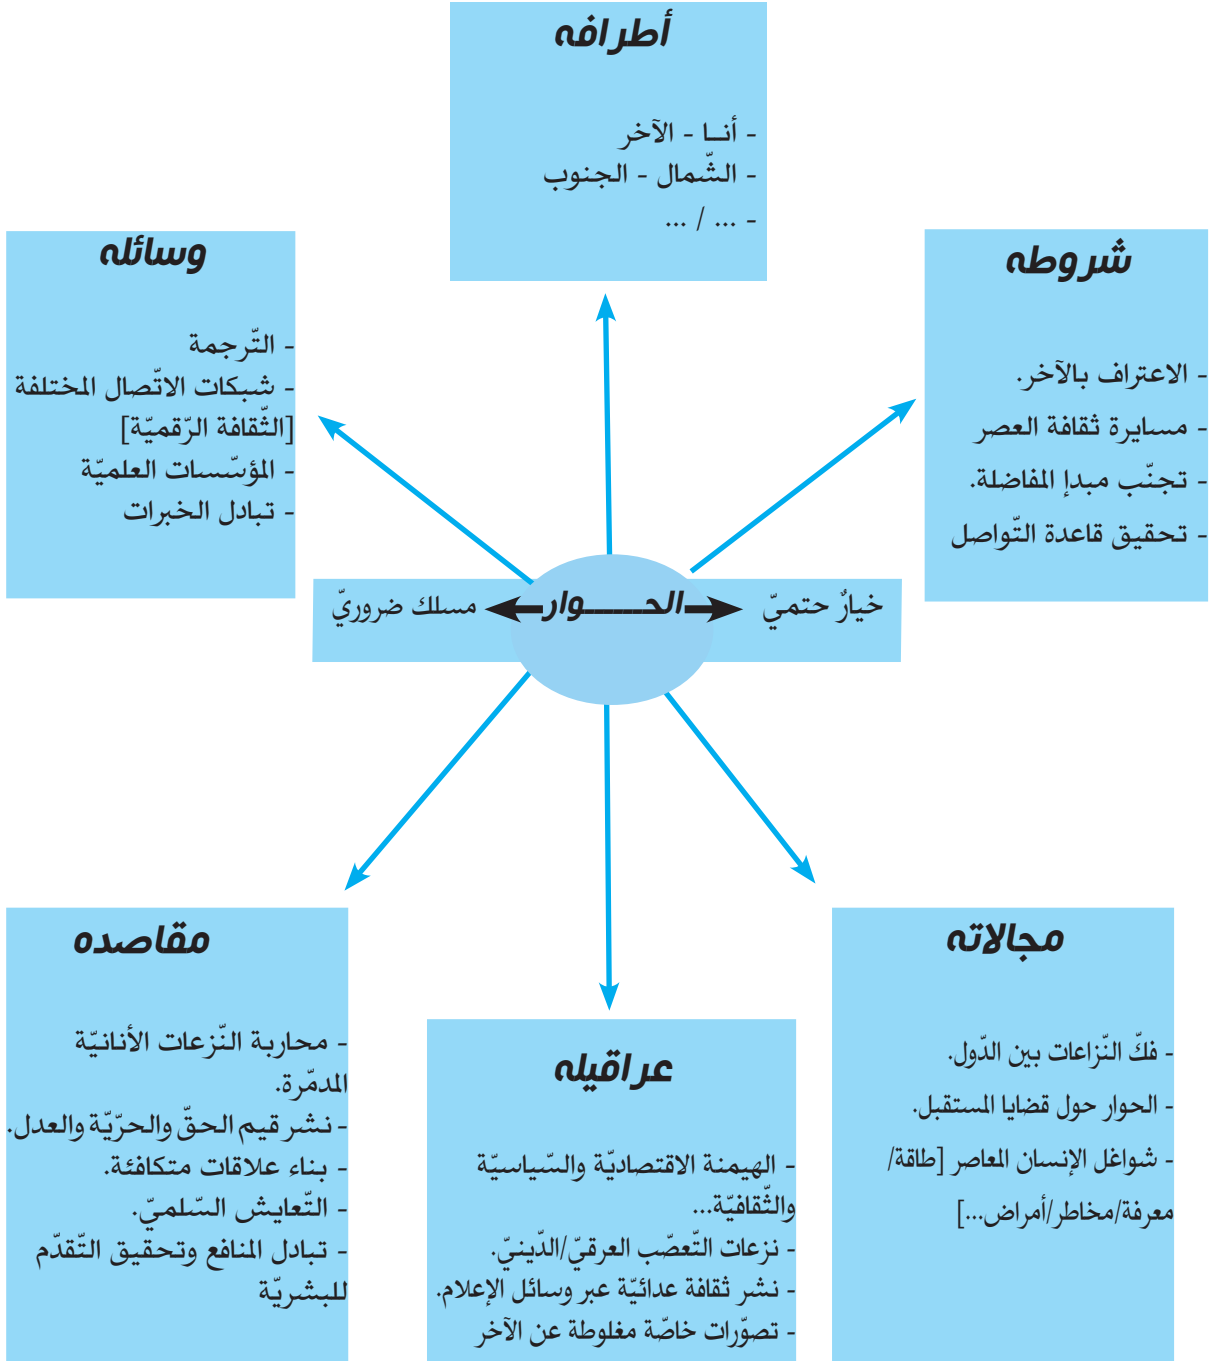 أطرافه
- أنــا - الآخر
- الشّمال - الجنوب
- ... / ...
شروطه
- الاعتراف بالآخر.
- مسايرة ثقافة العصر
- تجنّب مبدإ المفاضلة.
- تحقيق قاعدة التّواصل
وسائله
- التّرجمة
- شبكات الاتّصال المختلفة
[الثّقافة الرّقميّة]
- المؤسّسات العلميّة
- تبادل الخبرات
خيارٌ حتميّ
الحـــــــوار
مسلك ضروريّ
مجالاته
- فكّ النّزاعات بين الدّول.
- الحوار حول قضايا المستقبل.
- شواغل الإنسان المعاصر [طاقة/
معرفة/مخاطر/أمراض...]
عراقيله
- الهيمنة الاقتصاديّة والسّياسيّة
والثّقافيّة...
- نزعات التّعصّب العرقيّ/الدّينيّ.
- نشر ثقافة عدائيّة عبر وسائل الإعلام.
- تصوّرات خاصّة مغلوطة عن الآخر
مقاصده
- محاربة النّزعات الأنانيّة
المدمّرة.
- نشر قيم الحقّ والحرّيّة والعدل.
- بناء علاقات متكافئة.
- التّعايش السّلميّ.
- تبادل المنافع وتحقيق التّقدّم
للبشريّة